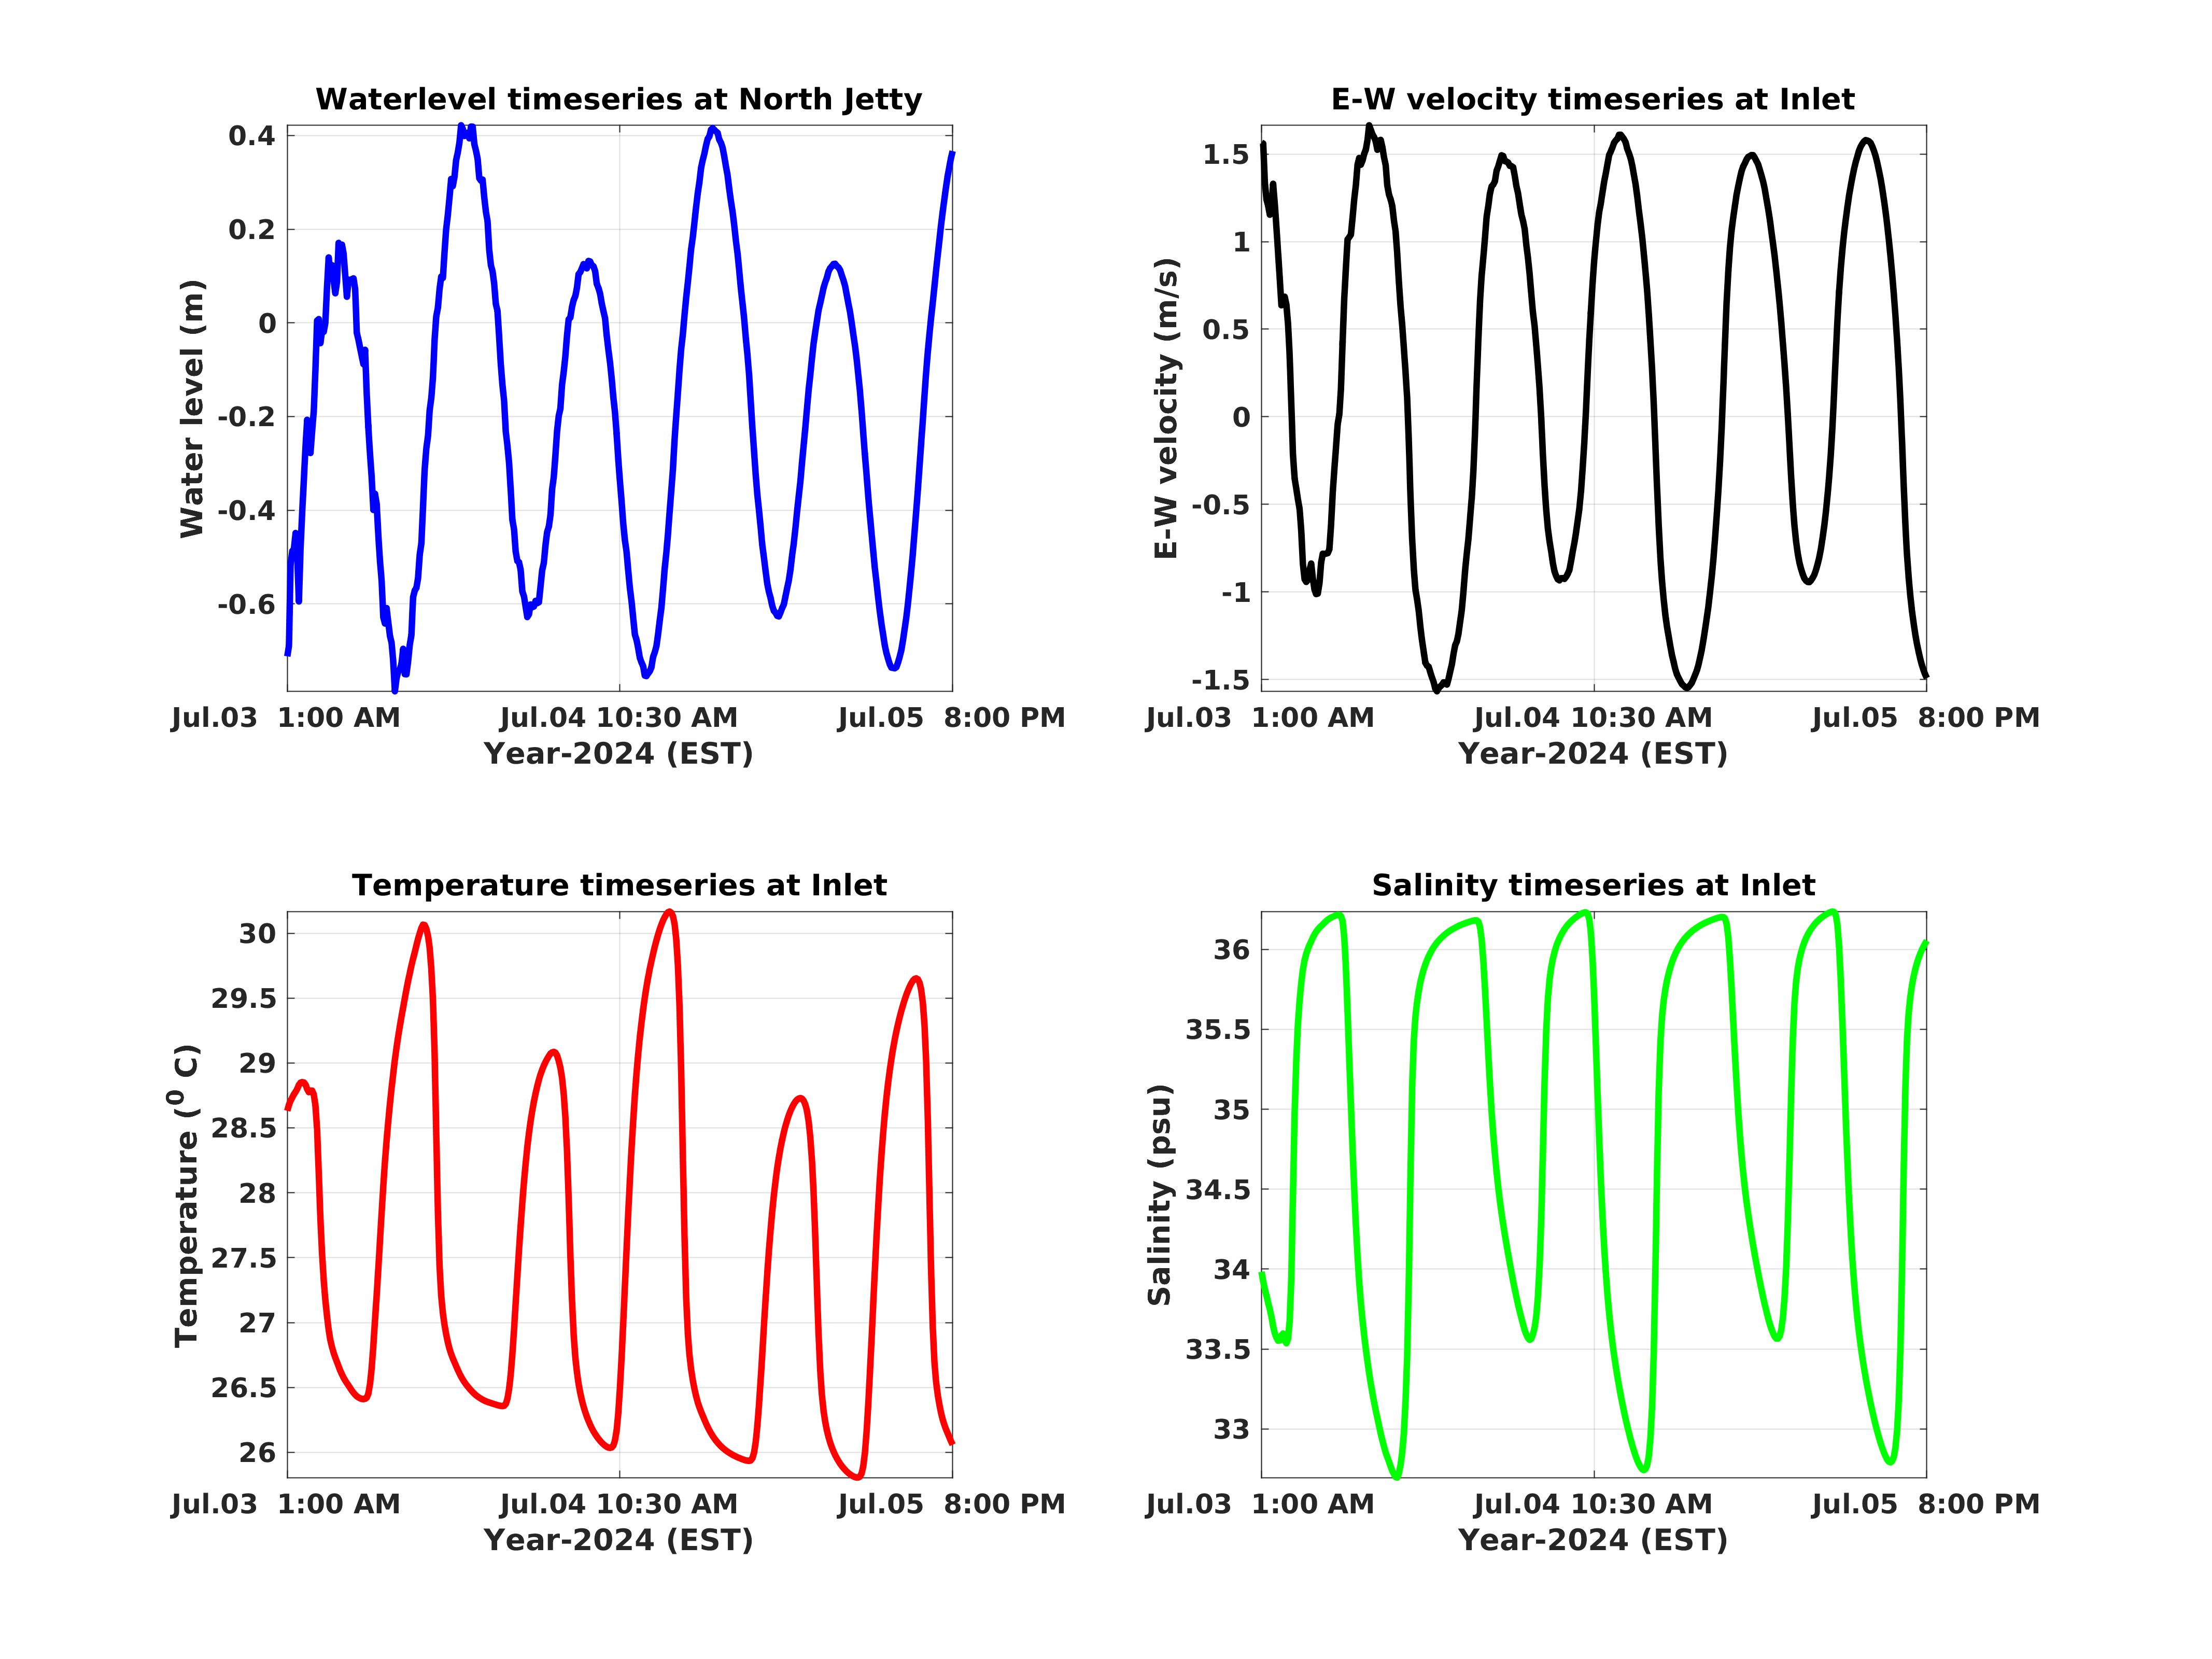 Waterlevel timeseries at North Jetty
0.4
0.2
0
-0.2
-0.4
-0.6
Water level (m)
Jul.03 1:00 AM Jul.04 10:30 AM Jul.05 8:00 PM
Year-2024 (EST)
E-W velocity timeseries at Inlet
1.5
1
0.5
0
-0.5
-1
-1.5
E-W velocity (m/s)
Jul.03 1:00 AM Jul.04 10:30 AM Jul.05 8:00 PM
Year-2024 (EST)
Temperature timeseries at Inlet
30
29.5
29
28.5
28
27.5
27
26.5
26
Temperature (⁰ C)
Jul.03 1:00 AM Jul.04 10:30 AM Jul.05 8:00 PM
Year-2024 (EST)
Salinity timeseries at Inlet
36
35.5
35
34.5
34
33.5
33
Salinity (psu)
Jul.03 1:00 AM Jul.04 10:30 AM Jul.05 8:00 PM
Year-2024 (EST)